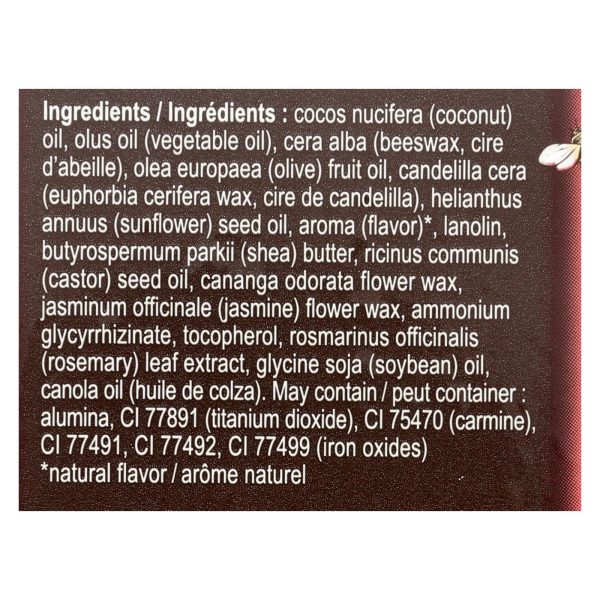 Ingredients / Ingrédients : cocos nucifera (coconut)
oil, olus oil (vegetable oil), cera alba (beeswax, cire
d'abeille), olea europaea (olive) fruit oil, candelilla cera
(euphorbia cerifera wax, cire de candelilla), helianthus
annuus (sunflower) seed oil, aroma (flavor)*, lanolin,
butyrospermum parkii (shea) butter, ricinus communis
(castor) seed oil, cananga odorata flower wax,
jasminum officinale (jasmine) flower wax, ammonium
glycyrrhizinate, tocopherol, rosmarinus officinalis
(rosemary) leaf extract, glycine soja (soybean) oil,
canola oil (huile de colza). May contain / peut container :
alumina, CI 77891 (titanium dioxide), CI 75470 (carmine),
CI 77491, CI 77492, CI 77499 (iron oxides)
*natural flavor / arôme naturel